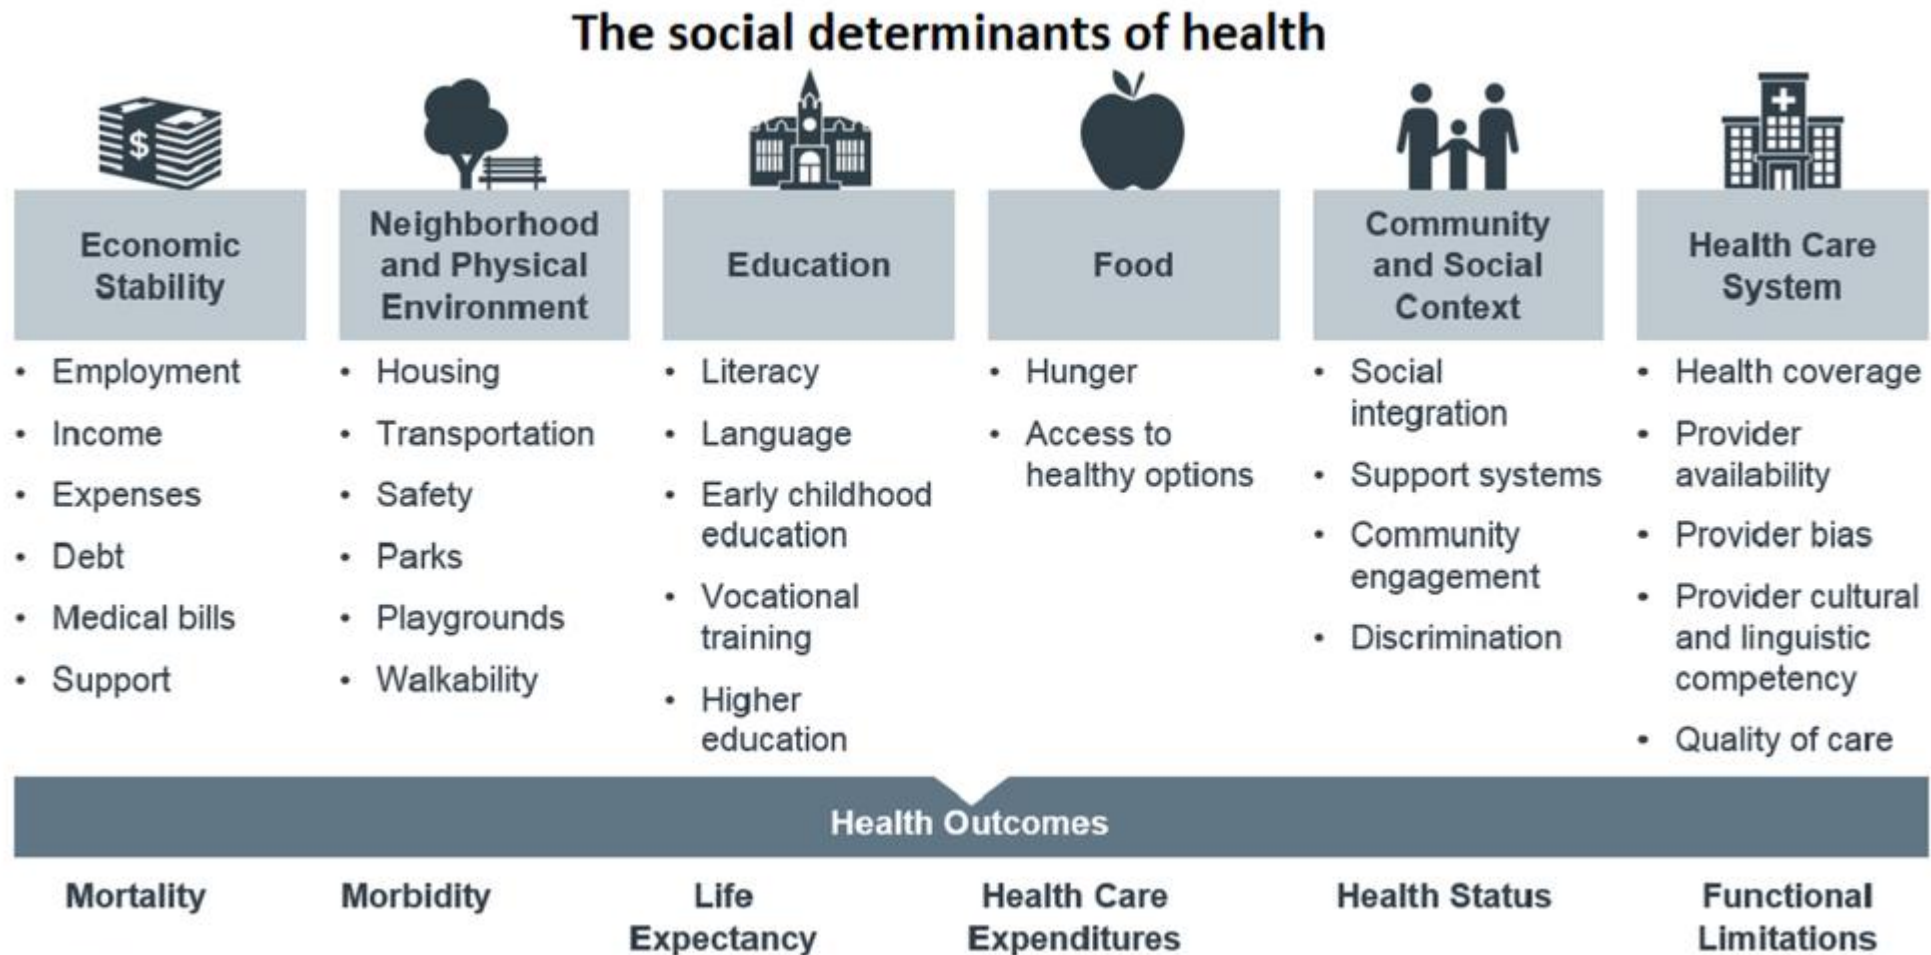 The social determinants of health
$
Economic
Stability
• Employment
• Income
• Expenses
• Debt
• Medical bills
• Support
Neighborhood
and Physical
Environment
• Housing
• Transportation
• Safety
• Parks
• Playgrounds
• Walkability
Education
• Literacy
• Language
• Early childhood
education
• Vocational
training
• Higher
education
Food
• Hunger
• Access to
healthy options
Community
and Social
Context
• Social
integration
• Support systems
• Community
engagement
• Discrimination
Health Care
System
• Health coverage
• Provider
availability
• Provider bias
• Provider cultural
and linguistic
competency
• Quality of care
Health Outcomes
Mortality
Morbidity
Life
Expectancy
Health Care
Expenditures
Health Status
Functional
Limitations